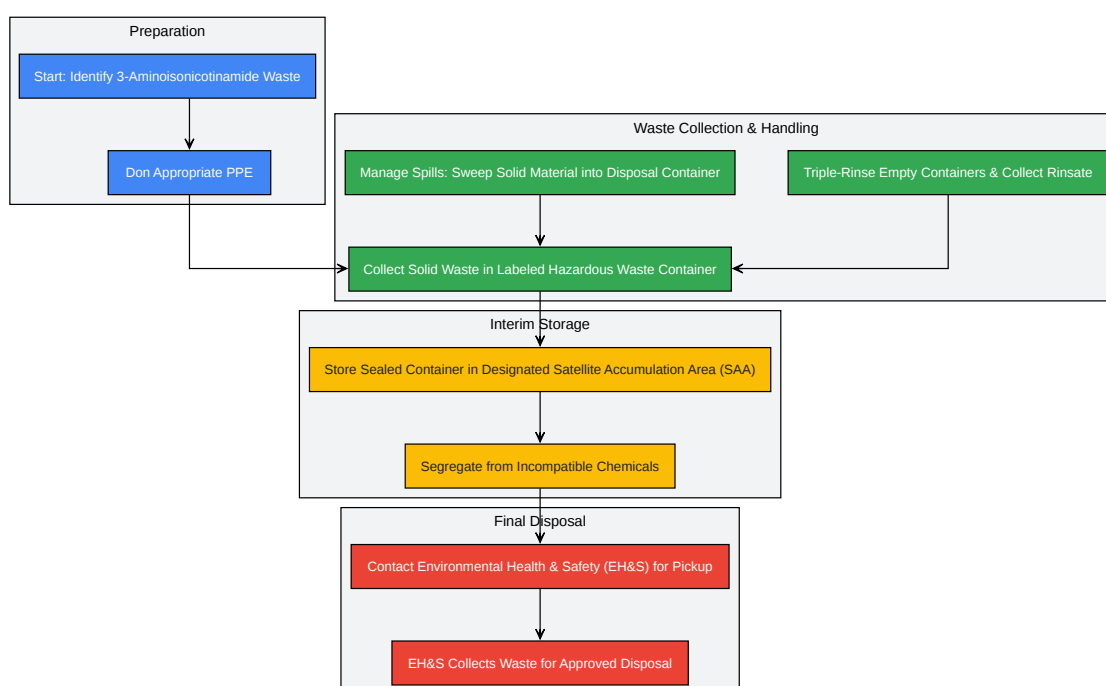 Preparation
Start: Identify 3-Aminoisonicotinamide Waste
Don Appropriate PPE
Waste Collection & Handling
Manage Spills: Sweep Solid Material into Disposal Container
Triple-Rinse Empty Containers & Collect Rinsate
Collect Solid Waste in Labeled Hazardous Waste Container
Interim Storage
Store Sealed Container in Designated Satellite Accumulation Area (SAA)
Segregate from Incompatible Chemicals
Final Disposal
Contact Environmental Health & Safety (EH&S) for Pickup
EH&S Collects Waste for Approved Disposal